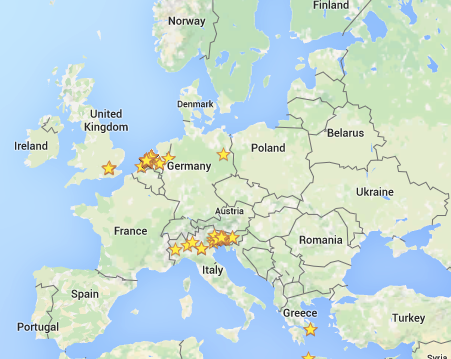 Finland
Norway
Denmark
United
Kingdom
Ireland
Belarus
Poland
Germany
Ukraine
Austria
France
Romania
Italy
Spain
Greece
Portugal
Turkey
Syria